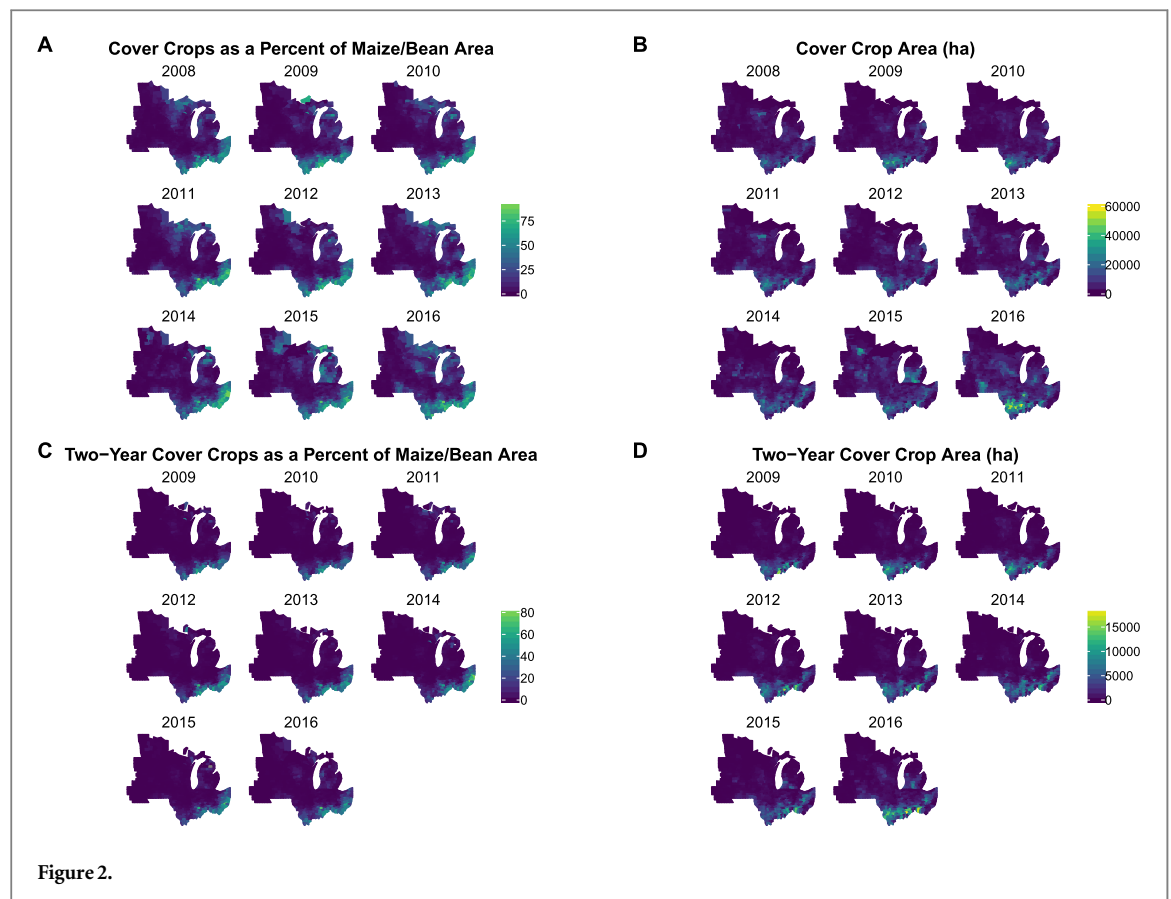 A
Cover Crops as a Percent of Maize/Bean Area
2008 2009 2010
2011 2012 2013
75
50
25
0
2014 2015 2016
B
Cover Crop Area (ha)
2008 2009 2010
2011 2012 2013
60000
40000
20000
0
2014 2015 2016
C
Two−Year Cover Crops as a Percent of Maize/Bean Area
2009 2010 2011
2012 2013 2014
80
60
40
20
0
2015 2016
D
Two−Year Cover Crop Area (ha)
2009 2010 2011
2012 2013 2014
15000
10000
5000
0
2015 2016
Figure 2.